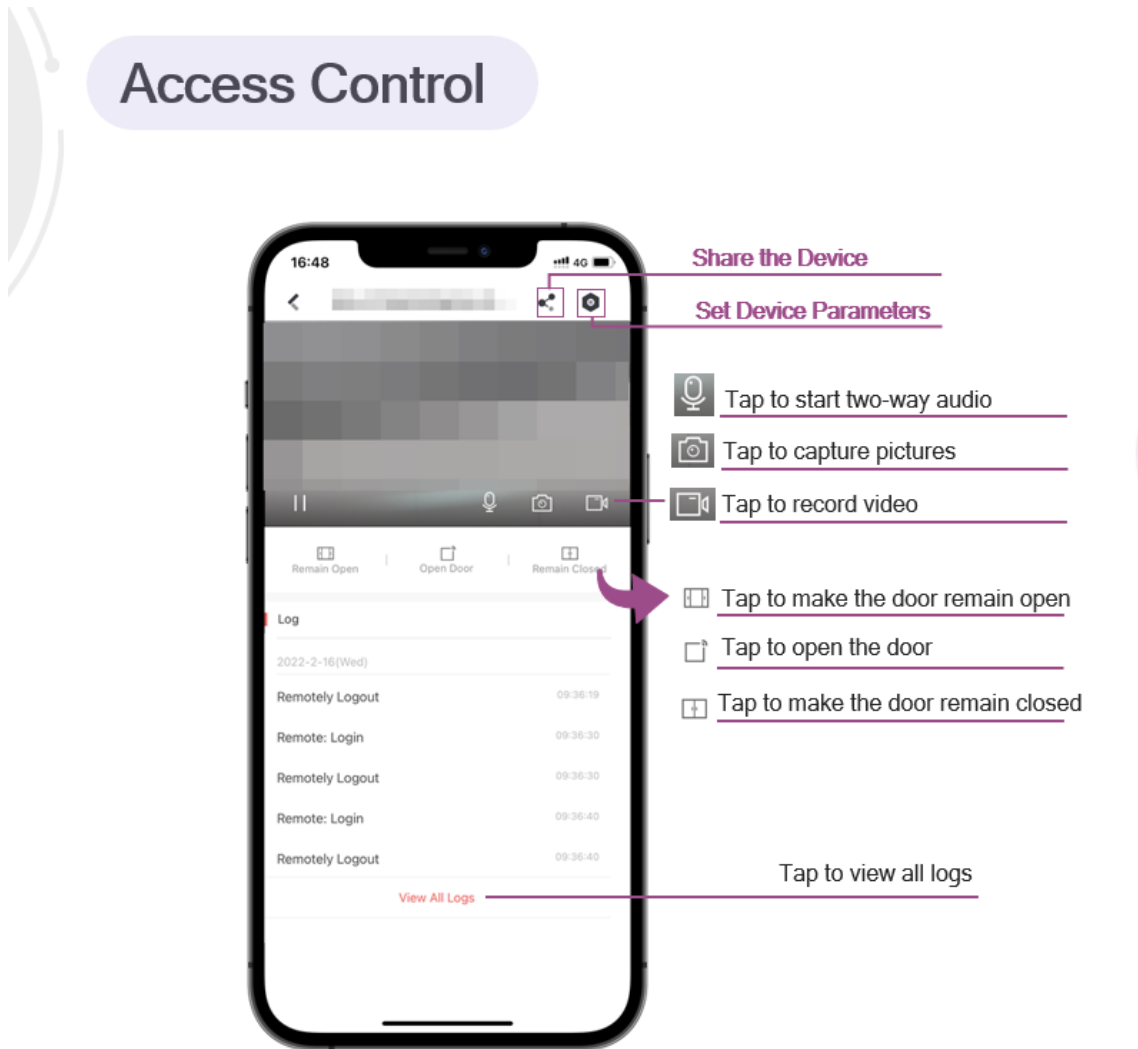 Access Control
16:48
4G
Share the Device
Set Device Parameters
Tap to start two-way audio
Tap to capture pictures
Tap to record video
Remain Open
Open Door
Remain Closed
Tap to make the door remain open
Tap to open the door
Tap to make the door remain closed
Log
2022-2-16(Wed)
Remotely Logout 09:36:19
Remote: Login 09:36:30
Remotely Logout 09:36:30
Remote: Login 09:36:40
Remotely Logout 09:36:40
View All Logs
Tap to view all logs